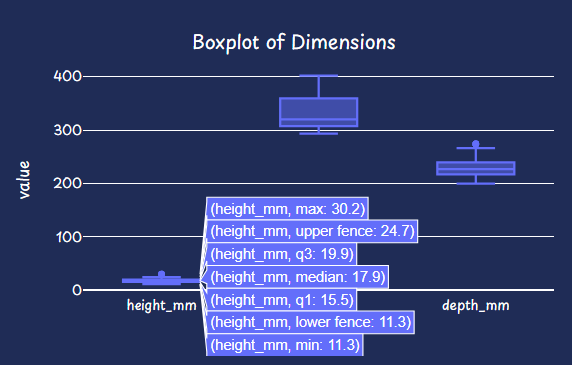 Boxplot of Dimensions
400
300
200
100
0
value
(height_mm, max: 30.2)
(height_mm, upper fence: 24.7)
(height_mm, q3: 19.9)
(height_mm, median: 17.9)
(height_mm, q1: 15.5)
(height_mm, lower fence: 11.3)
(height_mm, min: 11.3)
height_mm
depth_mm